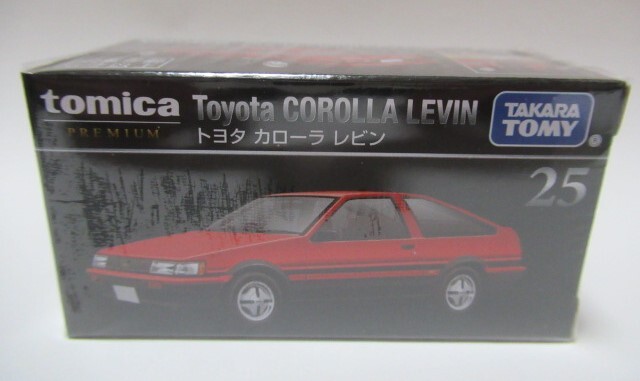 tomica
PREMIUM
Toyota COROLLA LEVIN
トヨタ カローラ レビン
TAKARA
TOMY
25